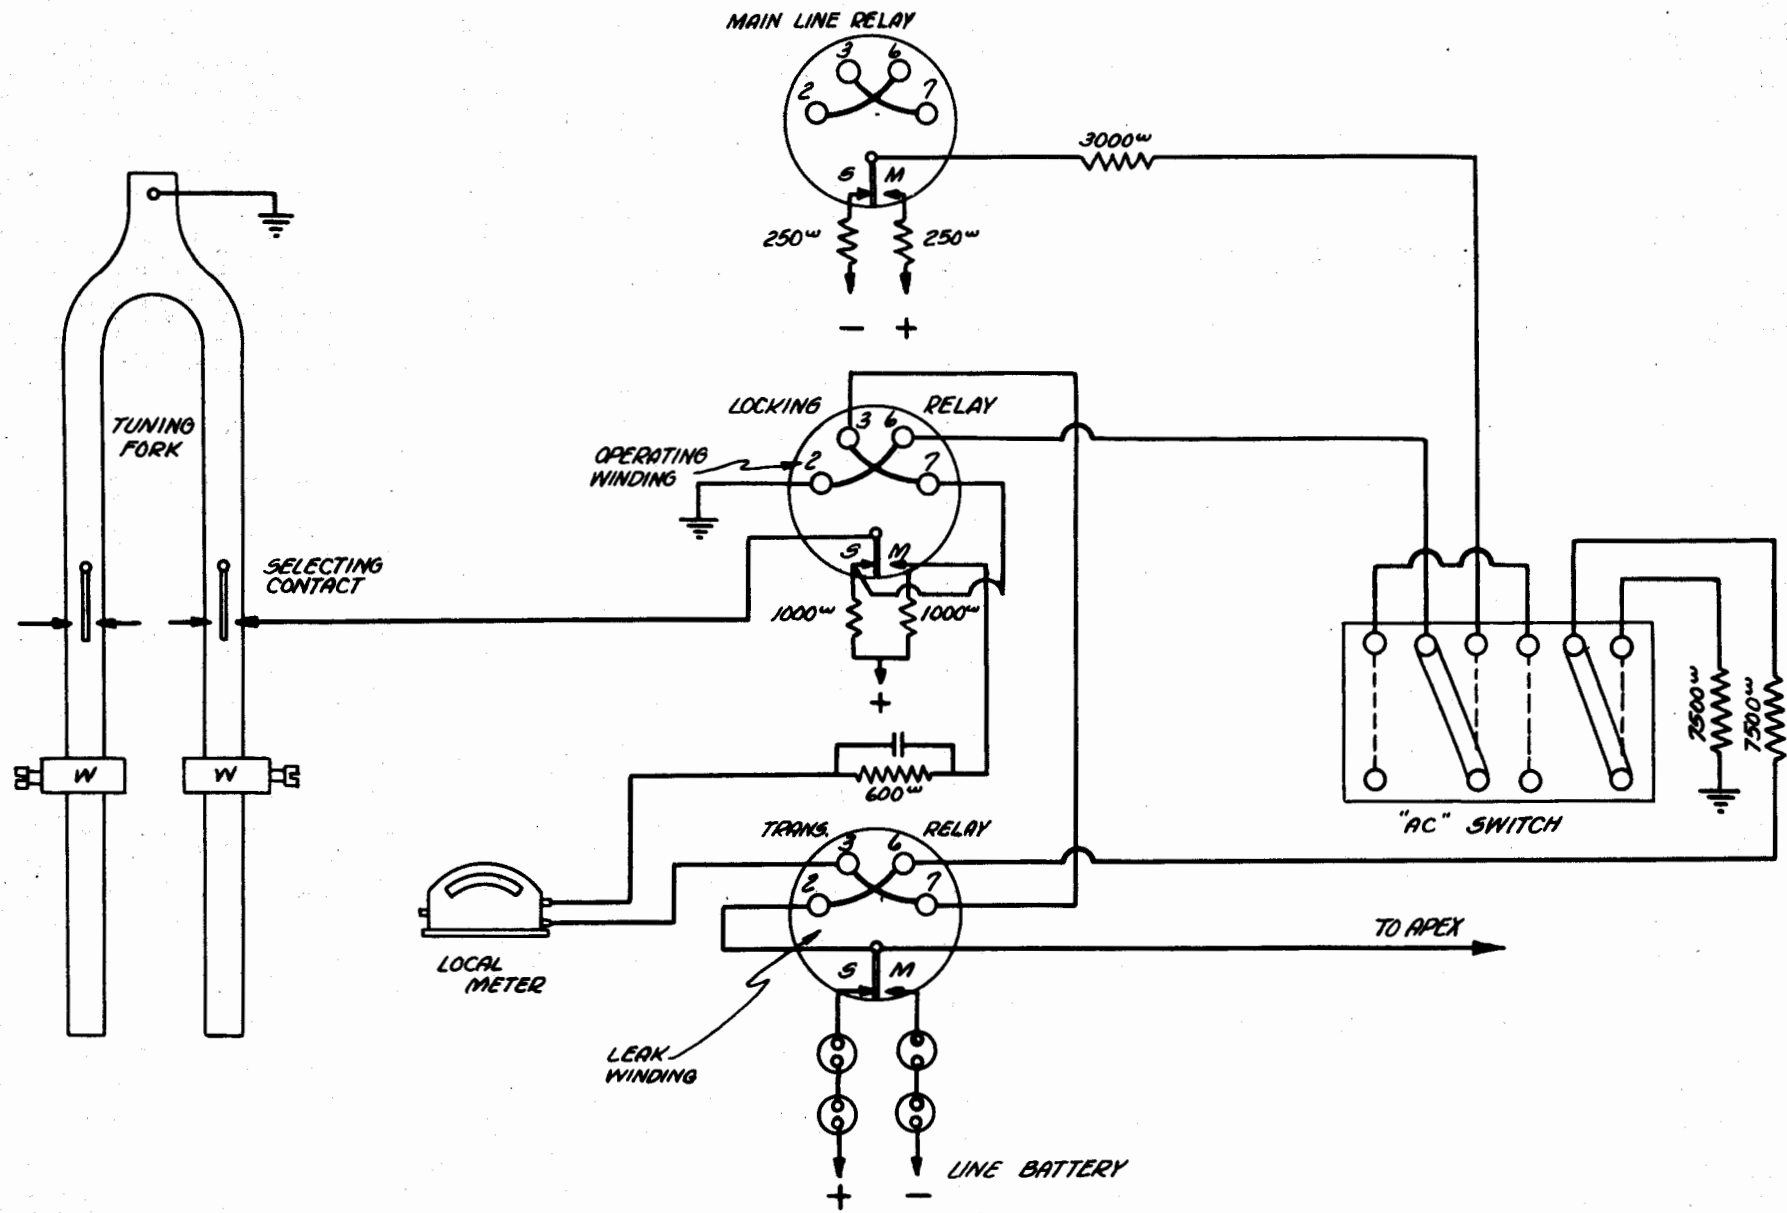 MAIN LINE RELAY
3 6
2 7
S M
3000ω
250ω 250ω
- +
TUNING
FORK
LOCKING RELAY
3 6
OPERATING
WINDING
2 7
SELECTING
CONTACT
S M
1000ω 1000ω
+
600ω
W W
7500ω
7500ω
"AC" SWITCH
TRANS. RELAY
3 6
2 7
S M
TO APEX
LOCAL
METER
LEAK
WINDING
LINE BATTERY
+ -